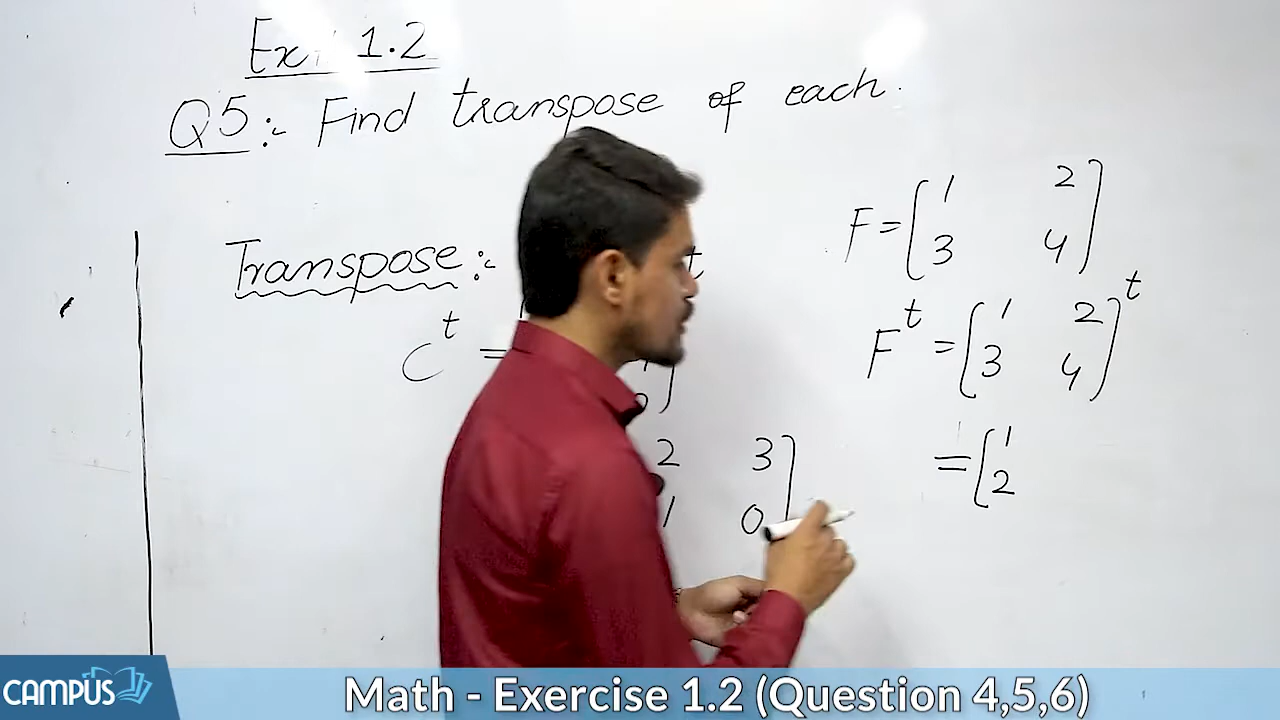 Ex: 1.2
Q5:- Find transpose of each.
Transpose:- t
C^t =
2 3
1 0
F = [1 2
3 4]
F^t = [1 2
3 4]^t
= [1
2
CAMPUS
Math - Exercise 1.2 (Question 4,5,6)